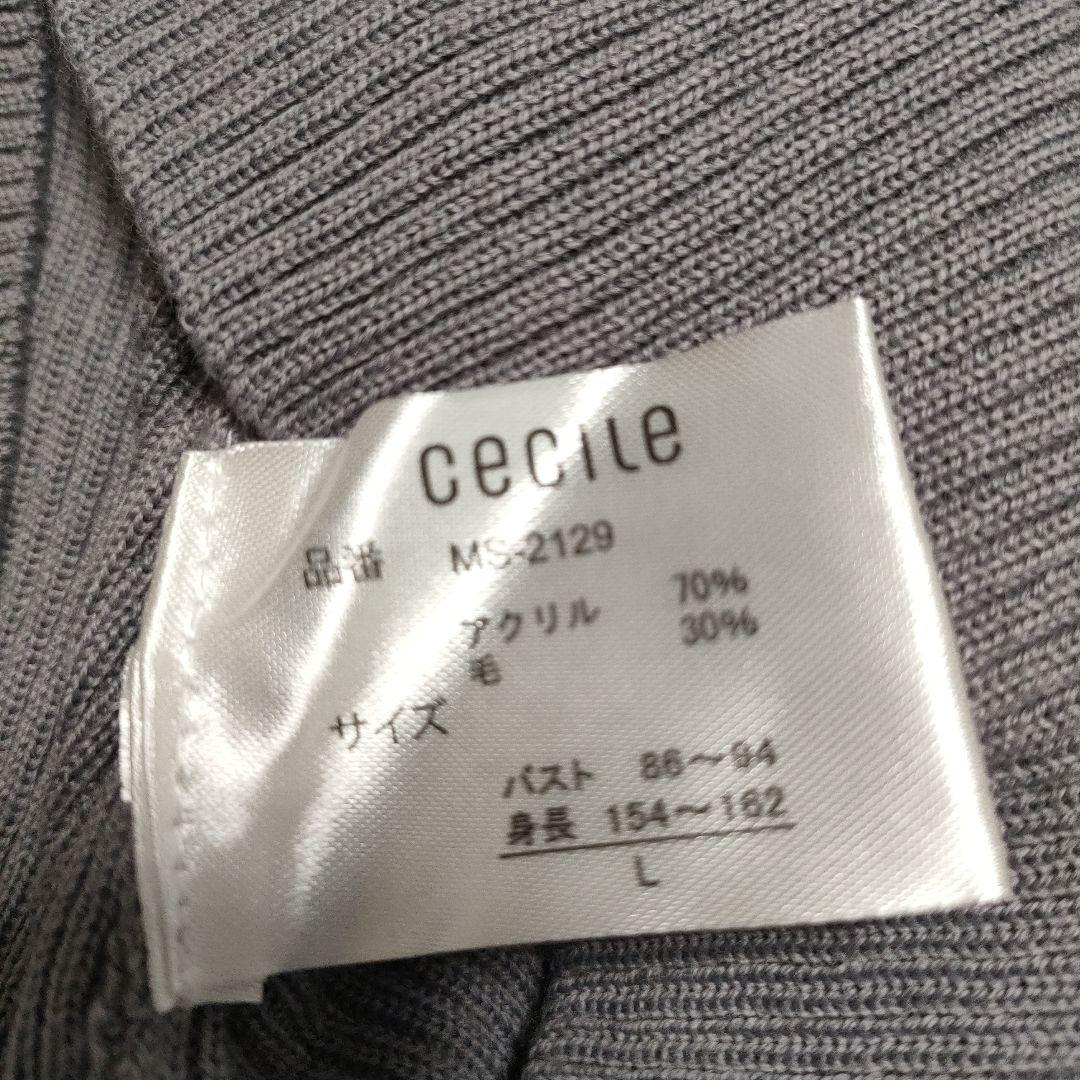 cecile
品番 MS-2129
アクリル 70%
毛 30%
サイズ
バスト 86～94
身長 154～162
L